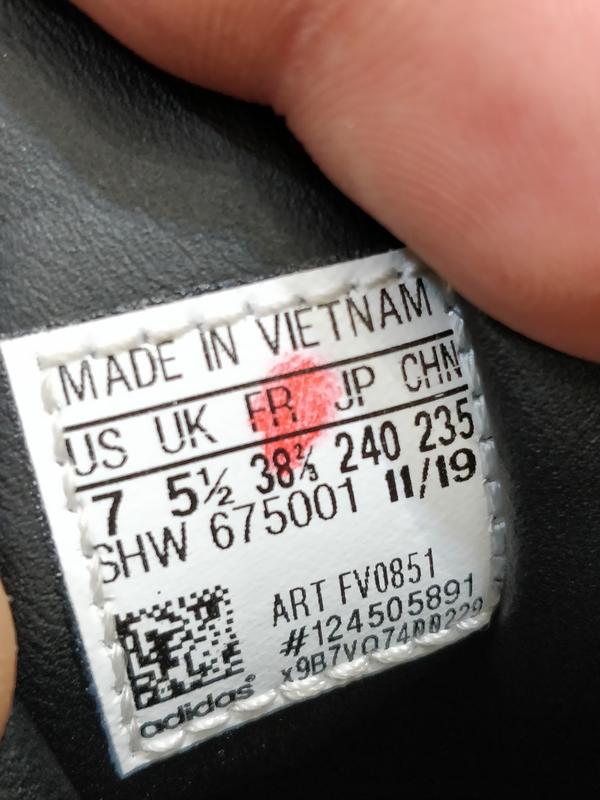 MADE IN VIETNAM
US UK FR JP CHN
7 5½ 38⅔ 240 235
SHW 675001 11/19
ART FV0851
#124505891
adidas